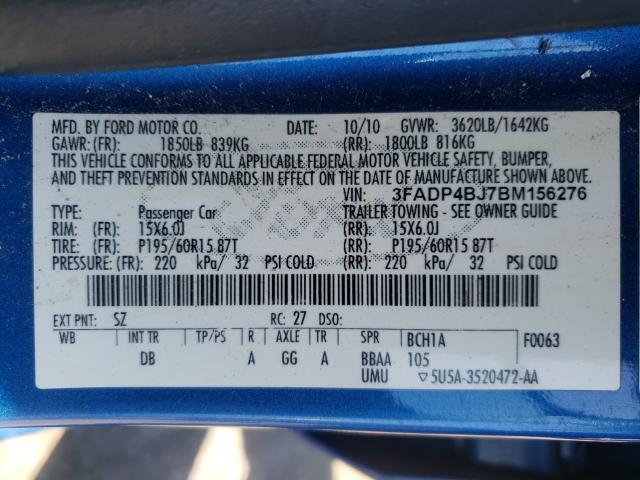 MFD. BY FORD MOTOR CO. DATE: 10/10 GVWR: 3620LB/1642KG
GAWR: (FR): 1850LB 839KG (RR): 1800LB 816KG
THIS VEHICLE CONFORMS TO ALL APPLICABLE FEDERAL MOTOR VEHICLE SAFETY, BUMPER,
AND THEFT PREVENTION STANDARDS IN EFFECT ON THE DATE OF MANUFACTURE SHOWN ABOVE.
VIN: 3FADP4BJ7BM156276
TYPE: Passenger Car TRAILER TOWING - SEE OWNER GUIDE
RIM: (FR): 15X6.0J (RR): 15X6.0J
TIRE: (FR): P195/60R15 87T (RR): P195/60R15 87T
PRESSURE: (FR): 220 kPa/ 32 PSI COLD (RR): 220 kPa/ 32 PSI COLD
EXT PNT: SZ RC: 27 DSO:
WB INT TR TP/PS R AXLE TR SPR BCH1A F0063
DB A GG A BBAA 105
UMU ▽5U5A-3520472-AA